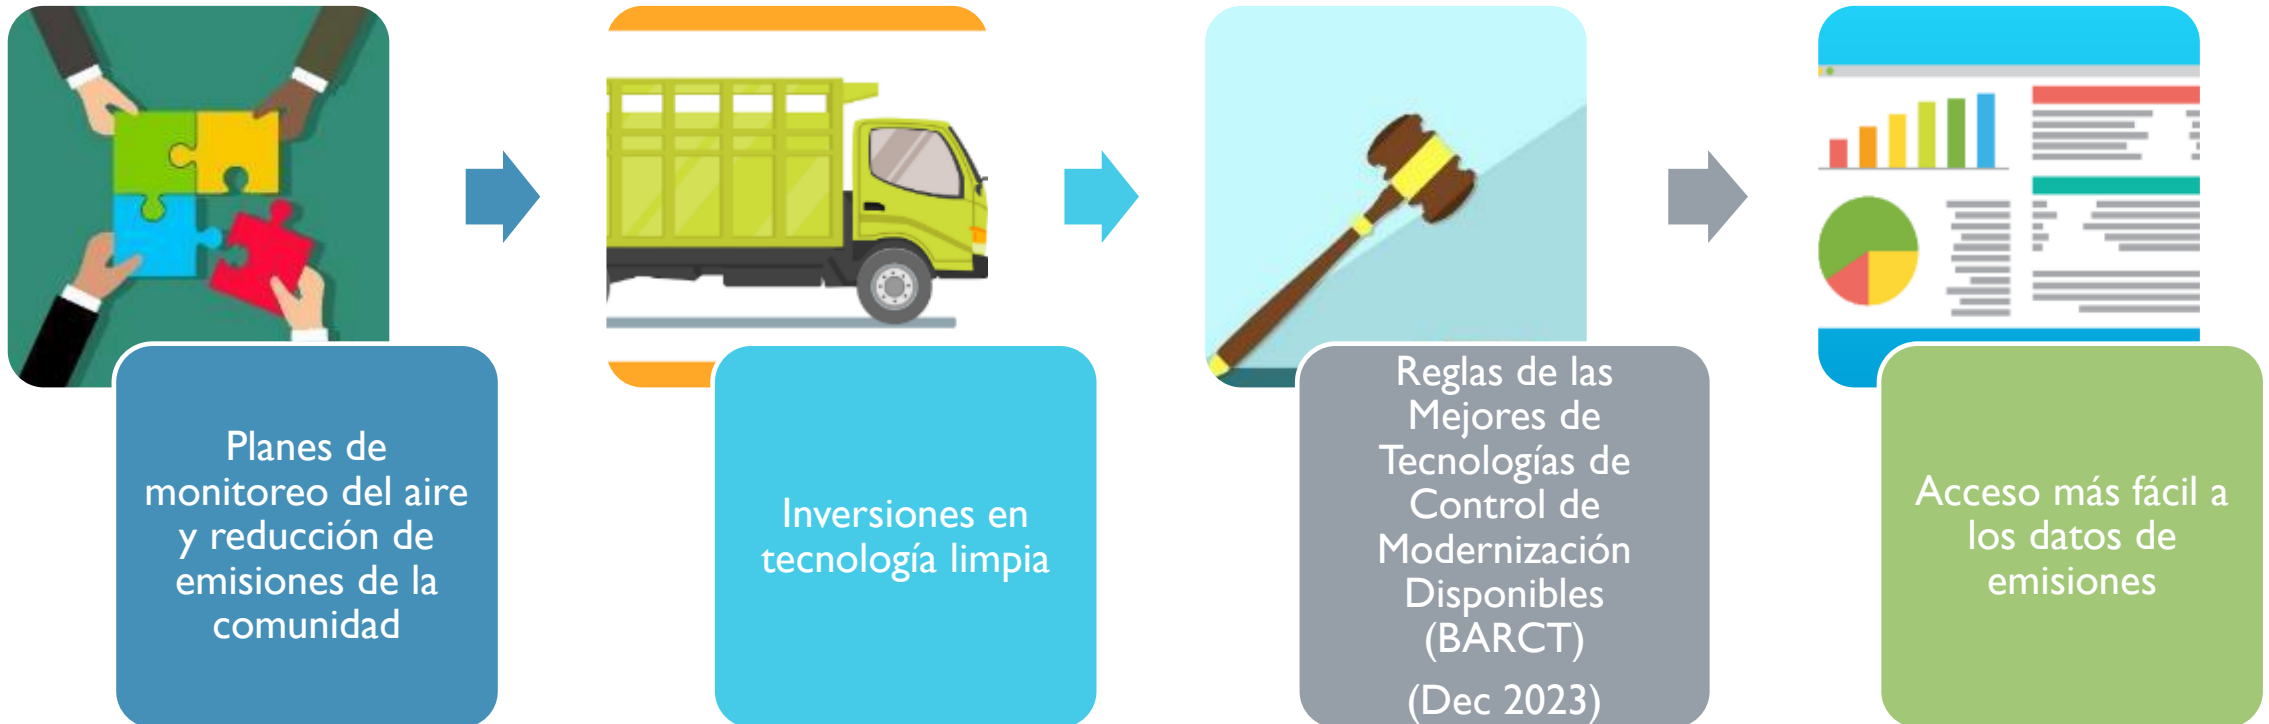 Planes de
monitoreo del aire
y reducción de
emisiones de la
comunidad
Inversiones en
tecnología limpia
Reglas de las
Mejores de
Tecnologías de
Control de
Modernización
Disponibles
(BARCT)
(Dec 2023)
Acceso más fácil a
los datos de
emisiones